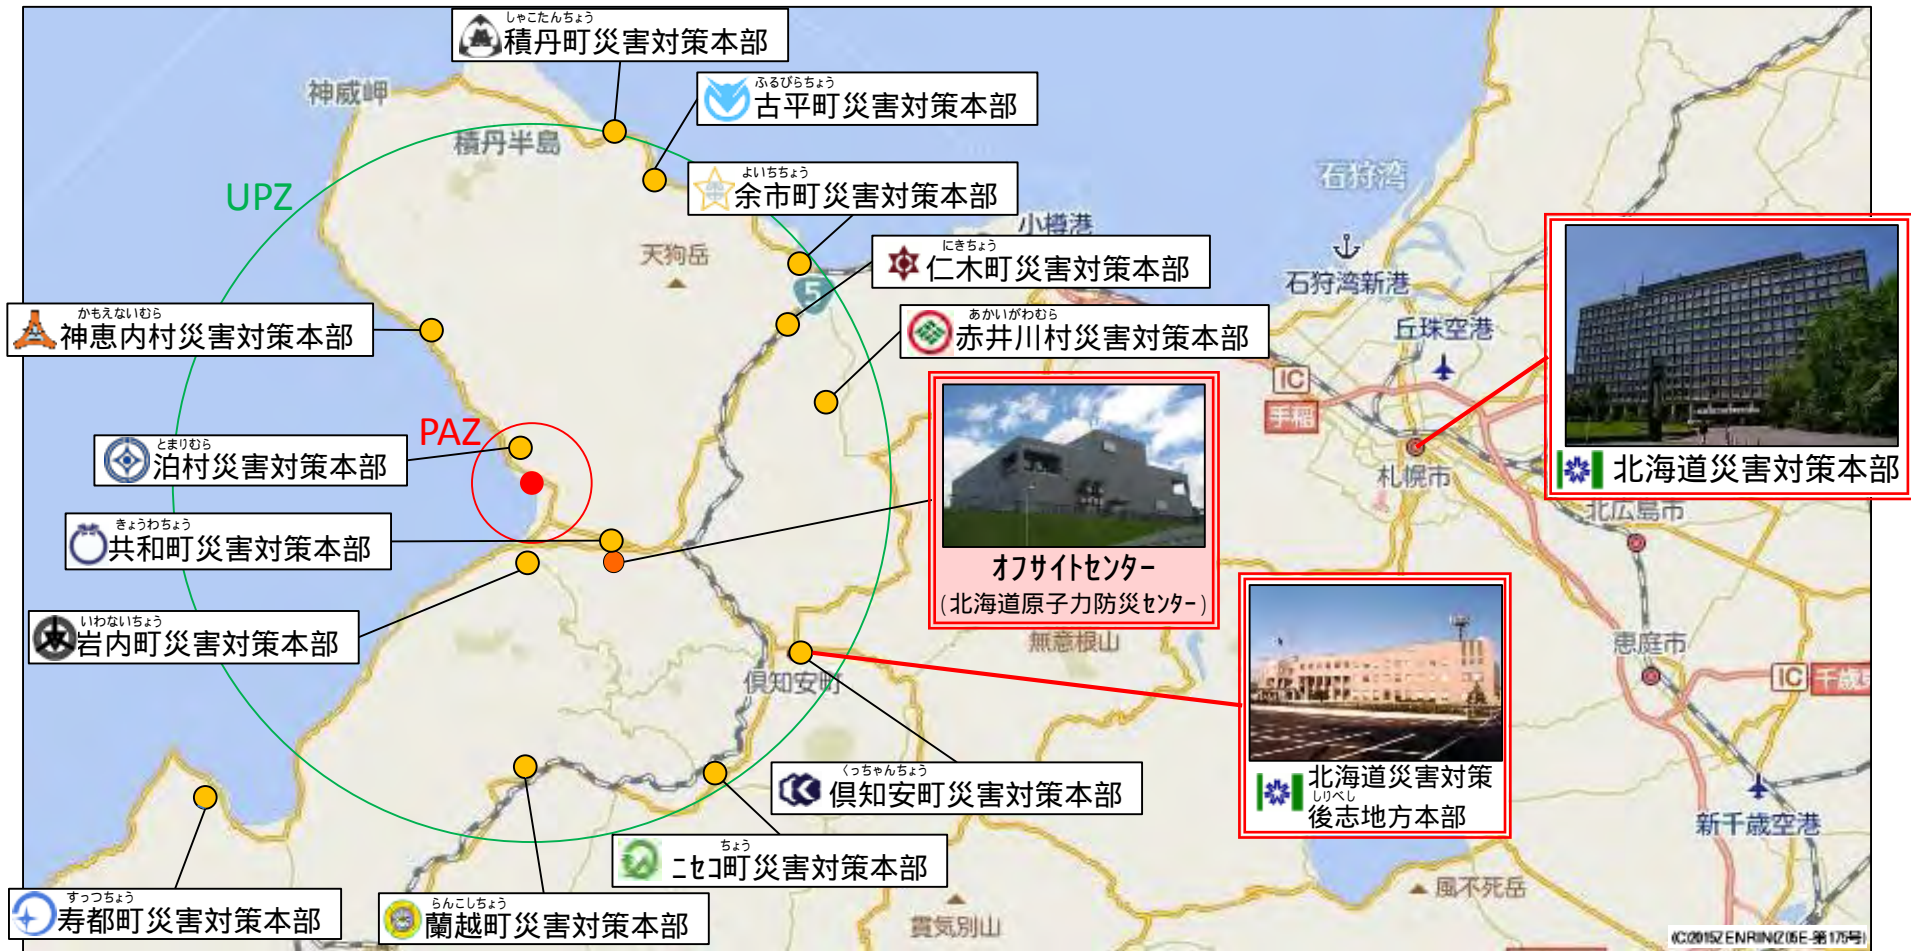 しゃこたんちょう
積丹町災害対策本部
ふるびらちょう
古平町災害対策本部
神威岬
積丹半島
UPZ
よいちちょう
余市町災害対策本部
石狩湾
小樽港
天狗岳
にきちょう
仁木町災害対策本部
5
石狩湾新港
かもえないむら
神恵内村災害対策本部
あかいがわむら
赤井川村災害対策本部
丘珠空港
IC
手稲
PAZ
とまりむら
泊村災害対策本部
札幌市
北海道災害対策本部
北広島市
きょうわちょう
共和町災害対策本部
オフサイトセンター
(北海道原子力防災センター)
いわないちょう
岩内町災害対策本部
無意根山
恵庭市
IC
千歳東
倶知安町
くっちゃんちょう
倶知安町災害対策本部
北海道災害対策
しりべし
後志地方本部
新千歳空港
ちょう
ニセコ町災害対策本部
風不死岳
すっつちょう
寿都町災害対策本部
らんこしちょう
蘭越町災害対策本部
貫気別山
(C)2015ZENRIN(Z05E-第175号)